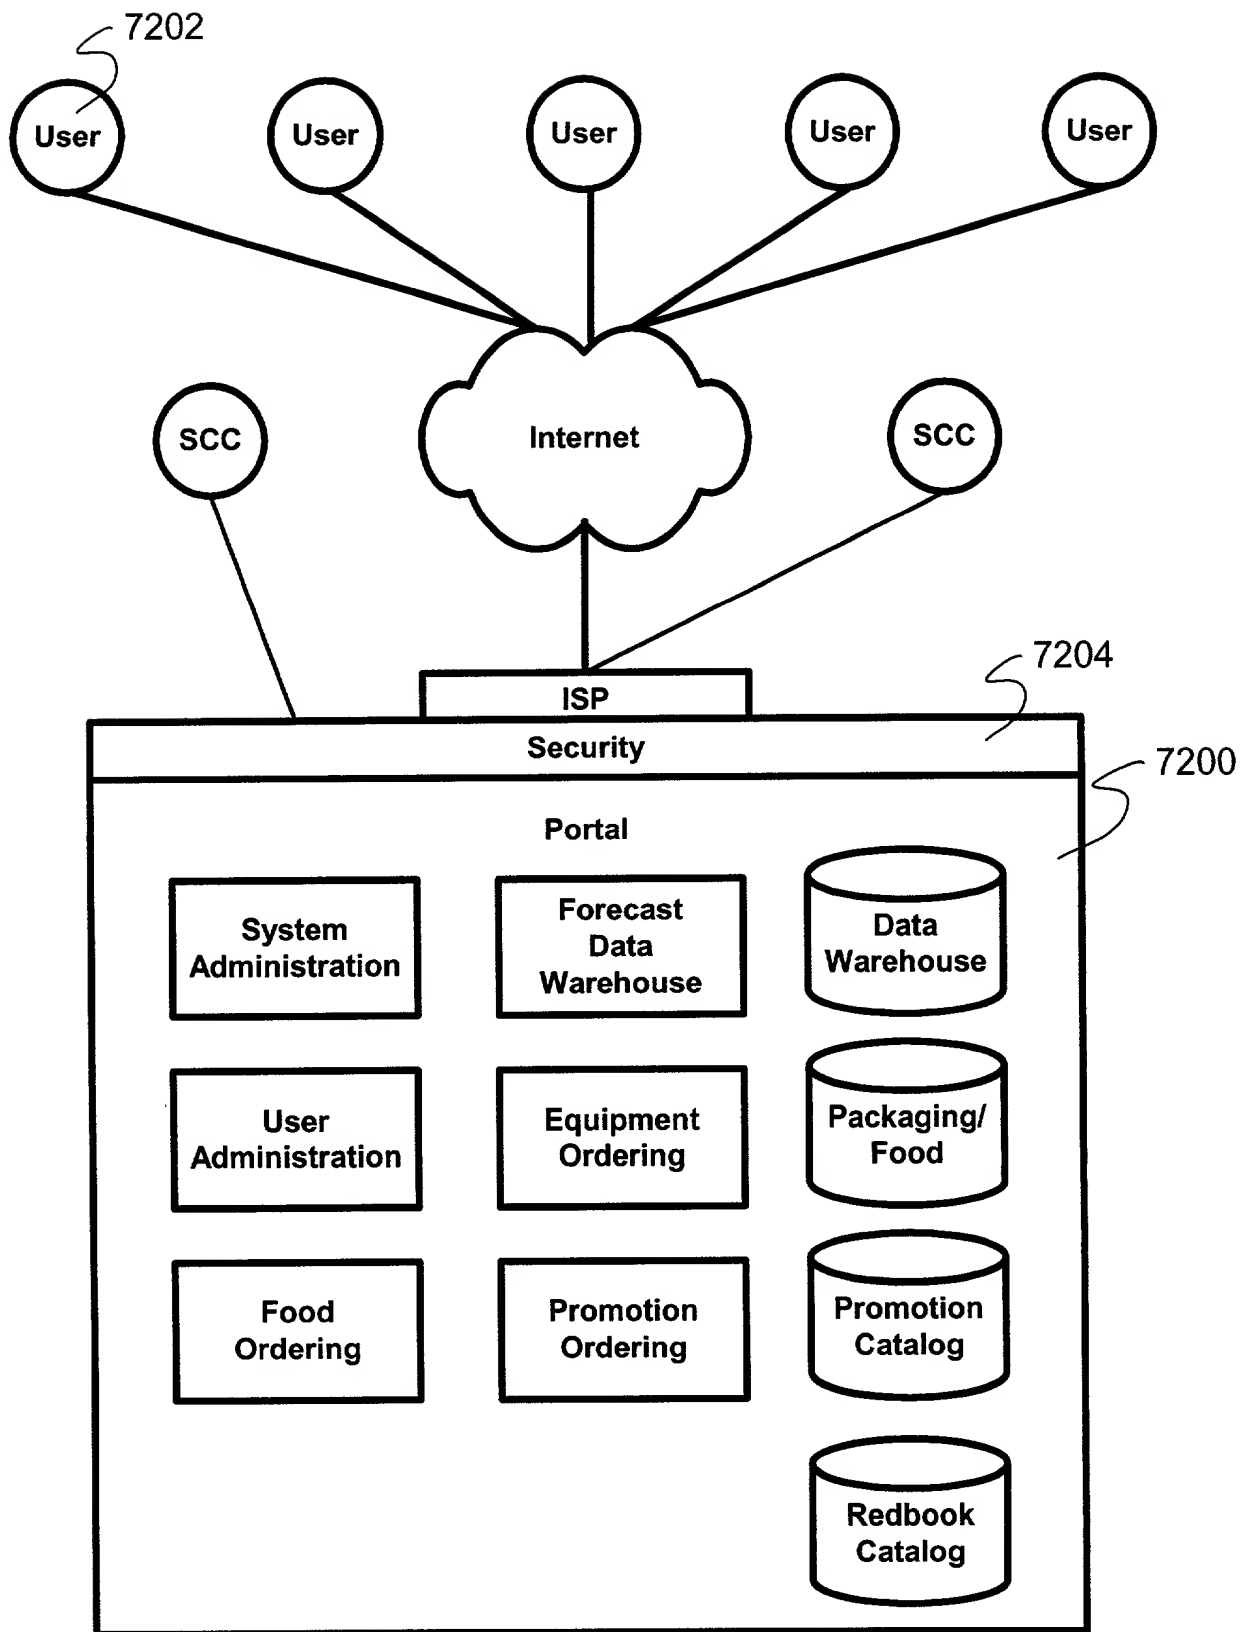 7202
User
User
User
User
User
SCC
Internet
SCC
7204
ISP
Security
7200
Portal
System
Administration
Forecast
Data
Warehouse
Data
Warehouse
User
Administration
Equipment
Ordering
Packaging/
Food
Food
Ordering
Promotion
Ordering
Promotion
Catalog
Redbook
Catalog